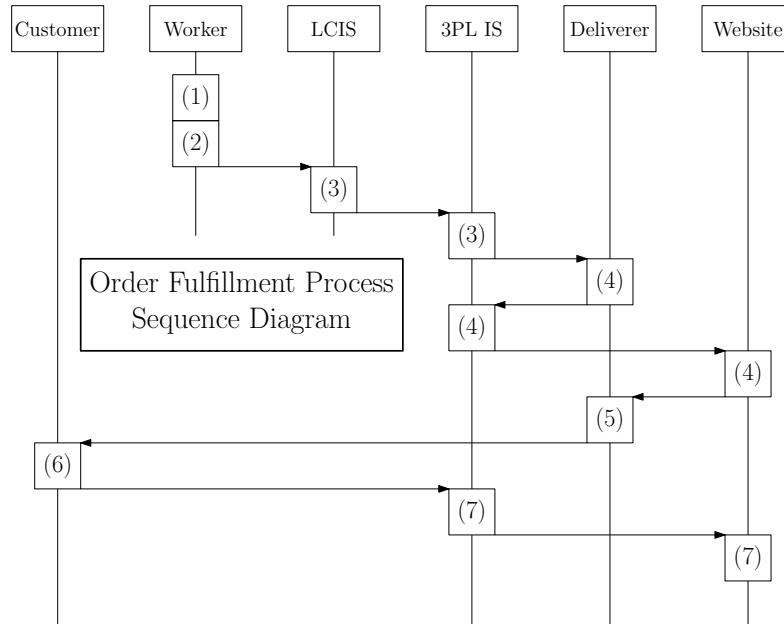 Customer
Worker
LCIS
3PL IS
Deliverer
Website
(1)
(2)
(3)
(3)
Order Fulfillment Process
Sequence Diagram
(4)
(4)
(4)
(5)
(6)
(7)
(7)